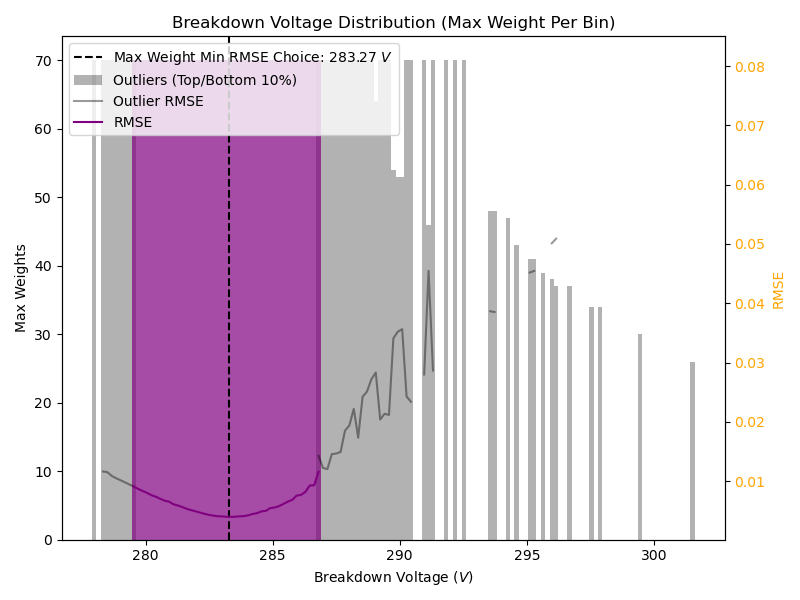 Breakdown Voltage Distribution (Max Weight Per Bin)
Max Weight Min RMSE Choice: 283.27 V
Outliers (Top/Bottom 10%)
Outlier RMSE
RMSE
Max Weights
70
60
50
40
30
20
10
0
280
285
290
295
300
Breakdown Voltage (V)
0.08
0.07
0.06
0.05
0.04
0.03
0.02
0.01
RMSE